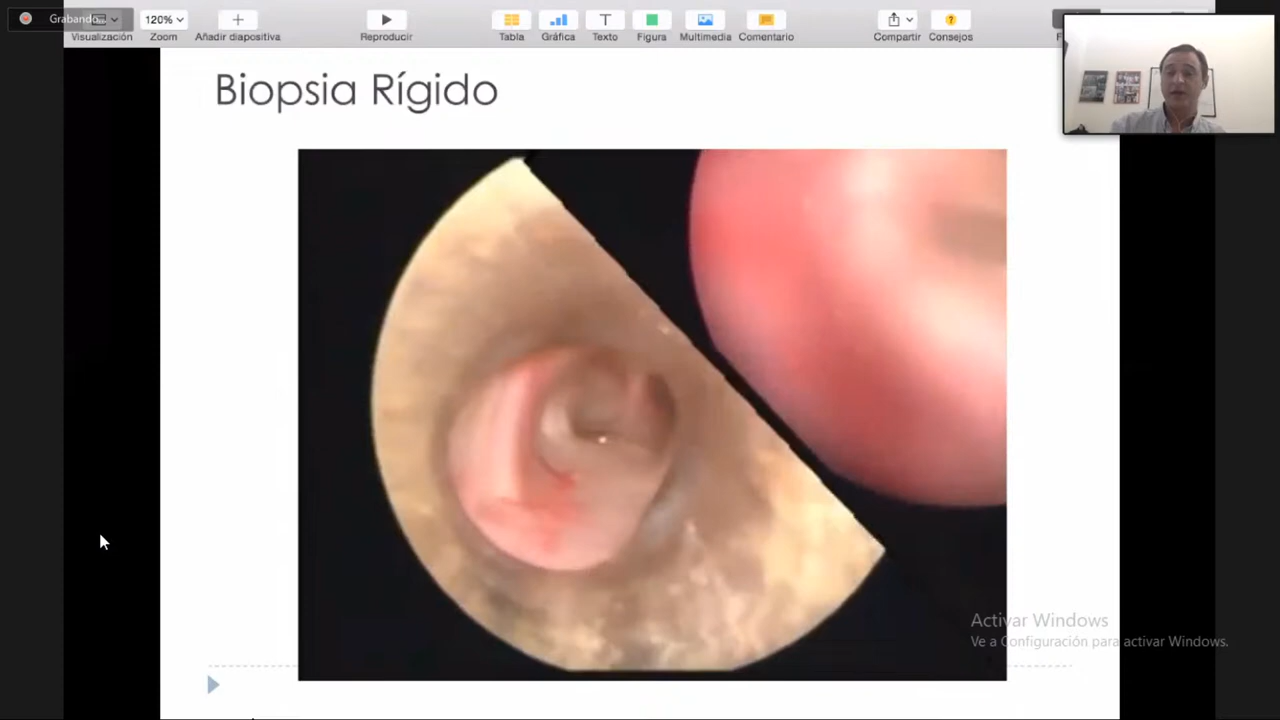 Grabando...
120%
Visualización
Zoom
Añadir diapositiva
Reproducir
Tabla
Gráfica
Texto
Figura
Multimedia
Comentario
Compartir
Consejos
Biopsia Rígido
Activar Windows
Ve a Configuración para activar Windows.